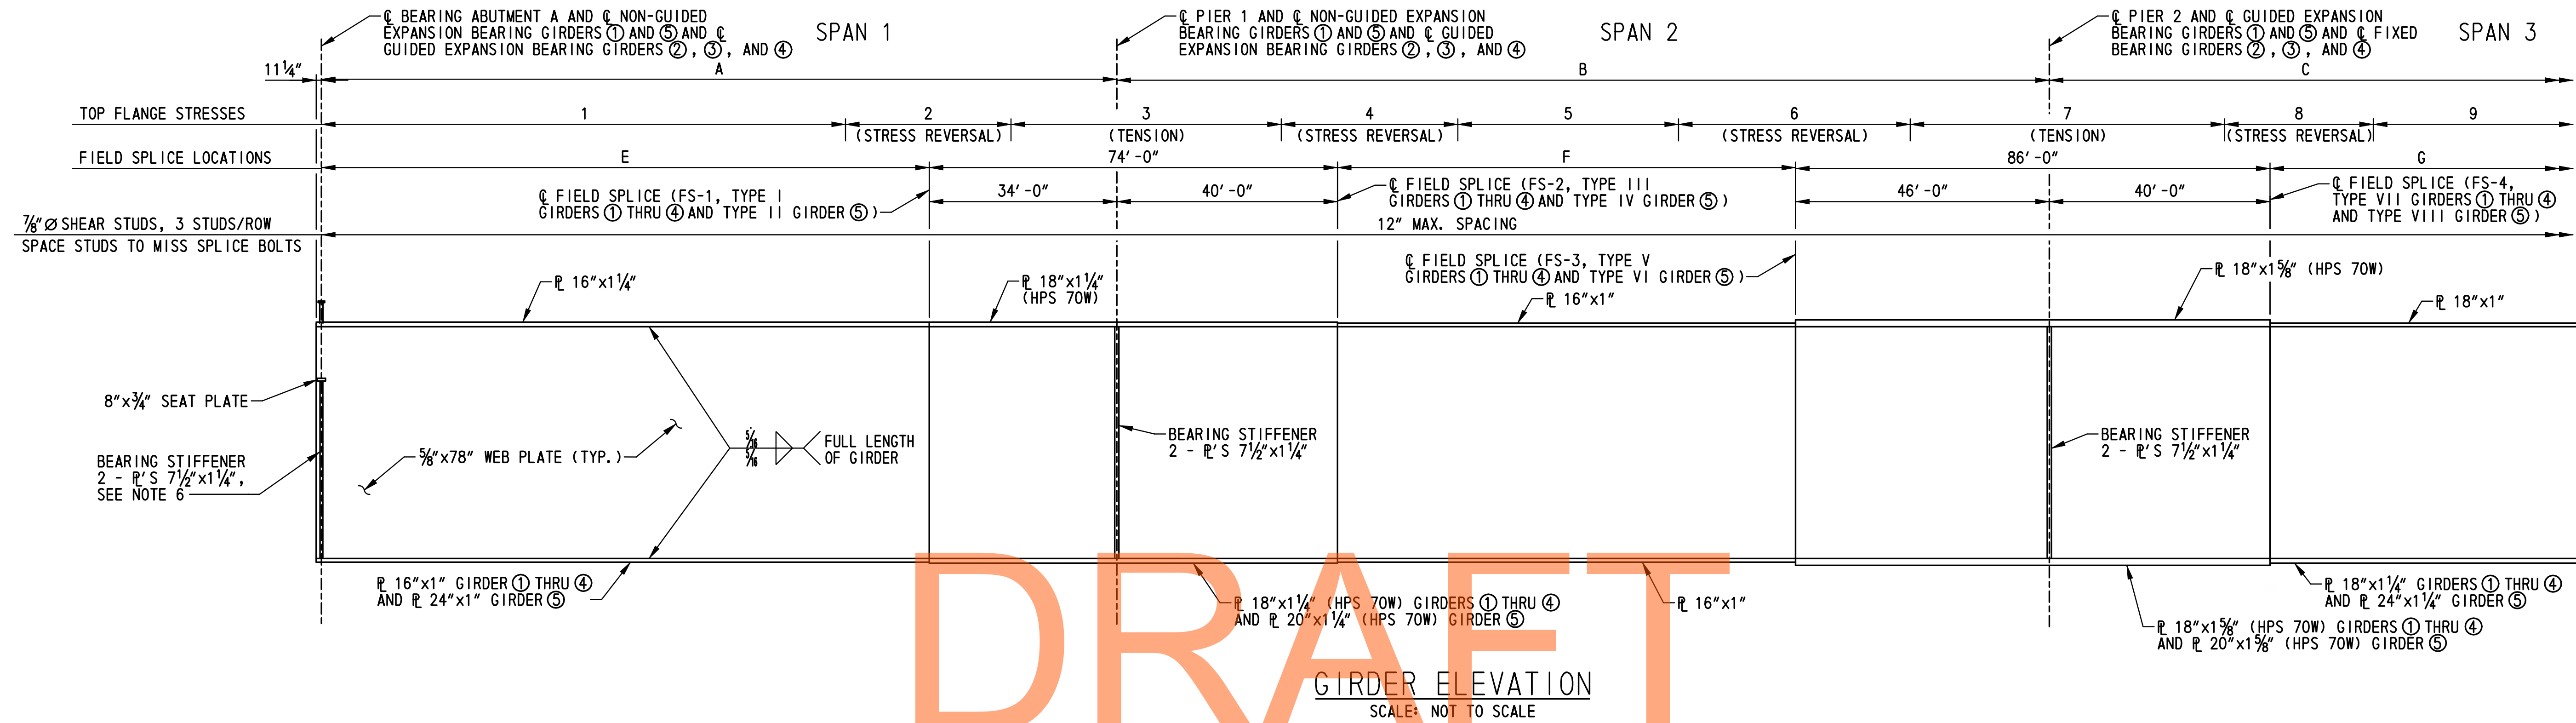 ℄ BEARING ABUTMENT A AND ℄ NON-GUIDED
EXPANSION BEARING GIRDERS ① AND ⑤ AND ℄
GUIDED EXPANSION BEARING GIRDERS ②, ③, AND ④
SPAN 1
℄ PIER 1 AND ℄ NON-GUIDED EXPANSION
BEARING GIRDERS ① AND ⑤ AND ℄ GUIDED
EXPANSION BEARING GIRDERS ②, ③, AND ④
SPAN 2
℄ PIER 2 AND ℄ GUIDED EXPANSION
BEARING GIRDERS ① AND ⑤ AND ℄ FIXED
BEARING GIRDERS ②, ③, AND ④
SPAN 3
11¼"
A
B
C
TOP FLANGE STRESSES
1
2
(STRESS REVERSAL)
3
(TENSION)
4
(STRESS REVERSAL)
5
6
(STRESS REVERSAL)
7
(TENSION)
8
(STRESS REVERSAL)
9
FIELD SPLICE LOCATIONS
E
74'-0"
F
86'-0"
G
34'-0"
40'-0"
46'-0"
40'-0"
℄ FIELD SPLICE (FS-1, TYPE I
GIRDERS ① THRU ④ AND TYPE II GIRDER ⑤)
℄ FIELD SPLICE (FS-2, TYPE III
GIRDERS ① THRU ④ AND TYPE IV GIRDER ⑤)
℄ FIELD SPLICE (FS-4,
TYPE VII GIRDERS ① THRU ④
AND TYPE VIII GIRDER ⑤)
⅞"Ø SHEAR STUDS, 3 STUDS/ROW
SPACE STUDS TO MISS SPLICE BOLTS
12" MAX. SPACING
℄ FIELD SPLICE (FS-3, TYPE V
GIRDERS ① THRU ④ AND TYPE VI GIRDER ⑤)
℄ 16"x1¼"
℄ 18"x1¼"
(HPS 70W)
℄ 16"x1"
℄ 18"x1⅝" (HPS 70W)
℄ 18"x1"
8"x¾" SEAT PLATE
BEARING STIFFENER
2 - ℄'S 7½"x1¼",
SEE NOTE 6
⅝"x78" WEB PLATE (TYP.)
5/16
5/16
FULL LENGTH
OF GIRDER
BEARING STIFFENER
2 - ℄'S 7½"x1¼"
BEARING STIFFENER
2 - ℄'S 7½"x1¼"
℄ 16"x1" GIRDER ① THRU ④
AND ℄ 24"x1" GIRDER ⑤
℄ 18"x1¼" (HPS 70W) GIRDERS ① THRU ④
AND ℄ 20"x1¼" (HPS 70W) GIRDER ⑤
℄ 16"x1"
℄ 18"x1¼" GIRDERS ① THRU ④
AND ℄ 24"x1¼" GIRDER ⑤
℄ 18"x1⅝" (HPS 70W) GIRDERS ① THRU ④
AND ℄ 20"x1⅝" (HPS 70W) GIRDER ⑤
DRAFT
GIRDER ELEVATION
SCALE: NOT TO SCALE